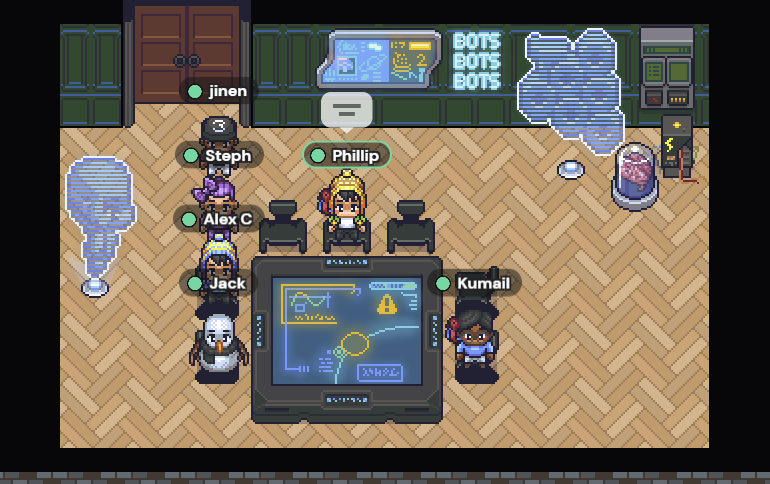 jinen
BOTS
BOTS
BOTS
3
Steph
Phillip
Alex C
Jack
Kumail
2